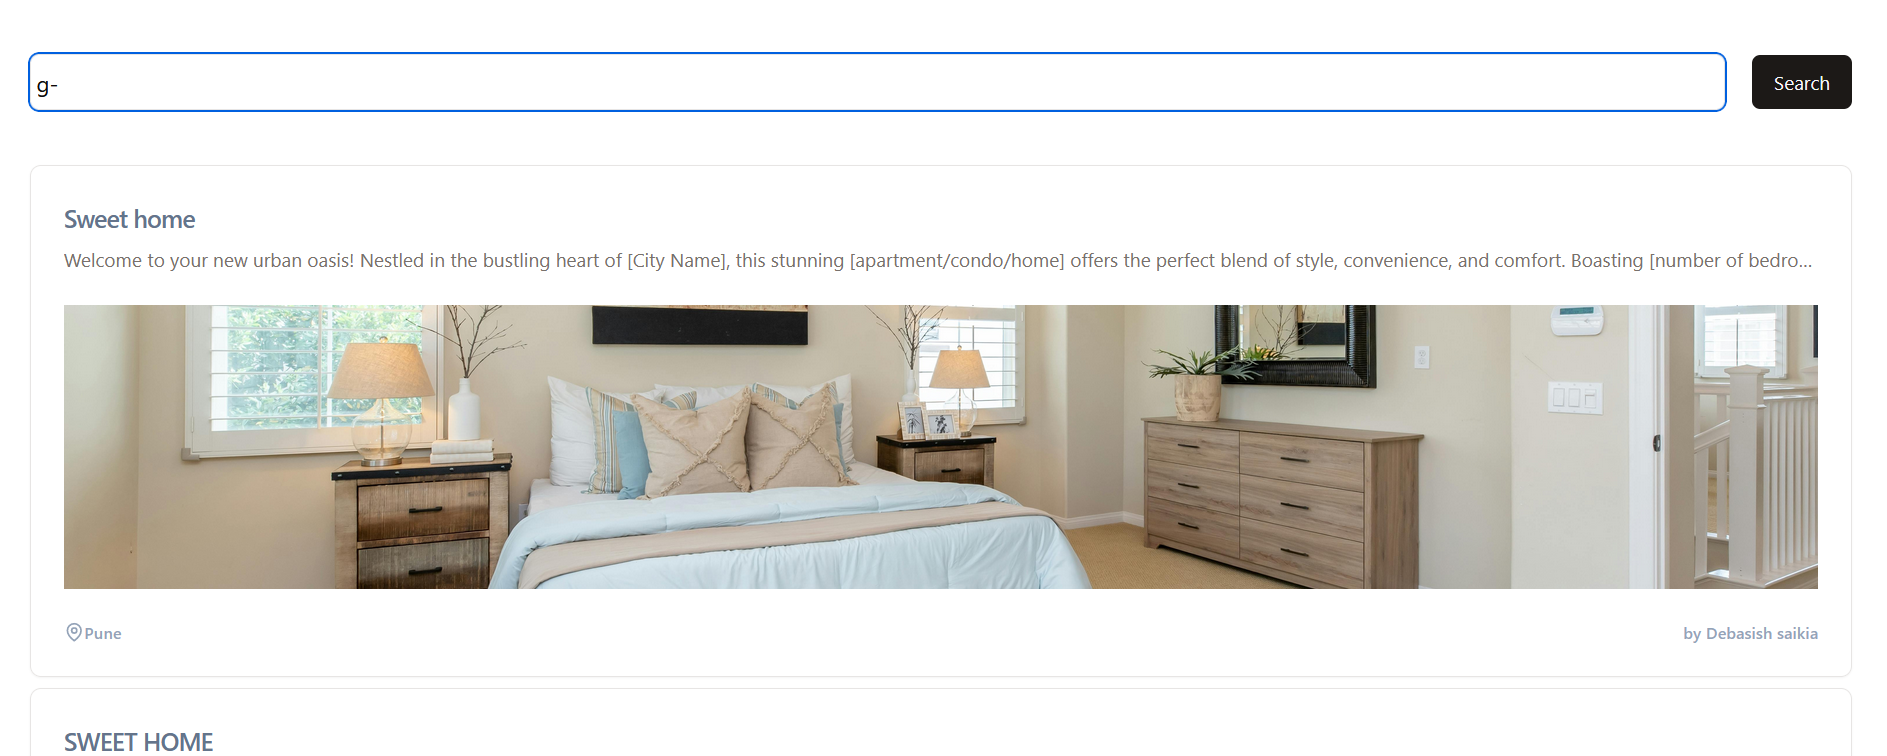 g-
Search
Sweet home
Welcome to your new urban oasis! Nestled in the bustling heart of [City Name], this stunning [apartment/condo/home] offers the perfect blend of style, convenience, and comfort. Boasting [number of bedro...
Pune
by Debasish saikia
SWEET HOME